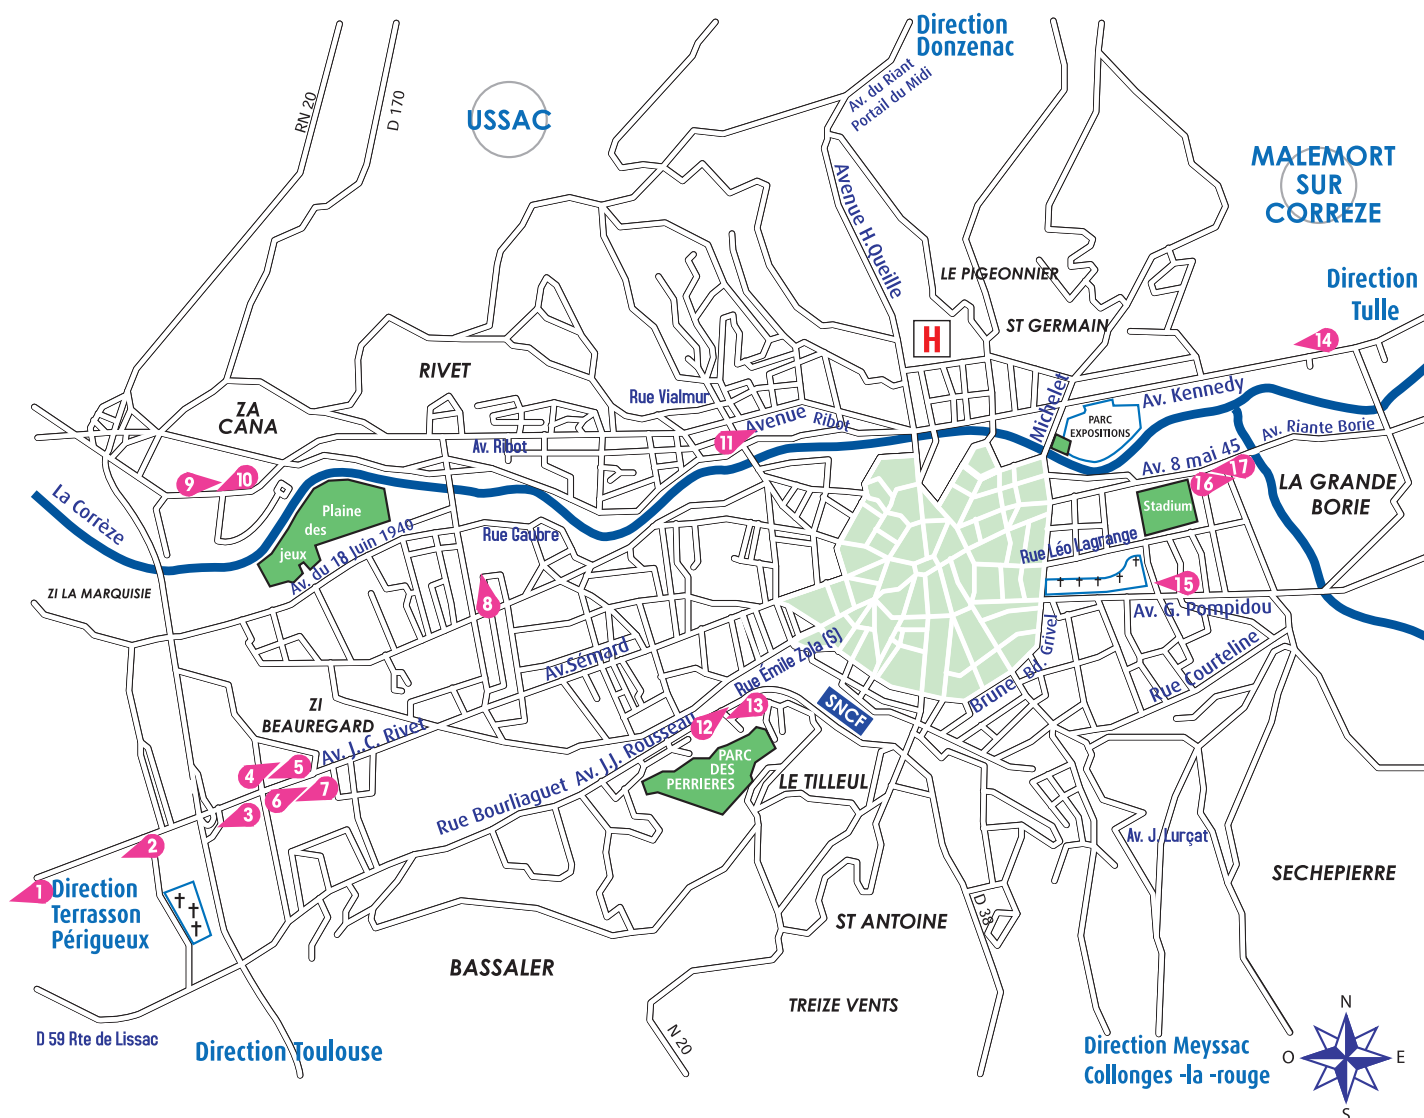 Direction
Donzenac
RN 20
D 170
USSAC
Av. du Riant
Portail du Midi
MALEMORT
SUR
CORREZE
Avenue H.Queille
LE PIGEONNIER
Direction
Tulle
ST GERMAIN
H
14
RIVET
Rue Vialmur
ZA
CANA
Avenue Ribot
11
Av. Ribot
Michelet
Av. Kennedy
PARC
EXPOSITIONS
Av. Riante Borie
Av. 8 mai 45
9
10
16
17
LA GRANDE
BORIE
La Corrèze
Plaine
des
jeux
Stadium
Rue Gaubre
Av. du 18 Juin 1940
Rue Léo Lagrange
ZI LA MARQUISIE
8
15
Av. G. Pompidou
Av.Sémard
Rue Émile Zola (S)
Brune
Bd. Grivel
Rue Courteline
ZI
BEAUREGARD
SNCF
12
13
Av. J. C. Rivet
Av. J.J. Rousseau
PARC
DES
PERRIERES
LE TILLEUL
4
5
6
7
3
Rue Bourliaguet
2
Av. J. Lurçat
1
Direction
Terrasson
Périgueux
SECHEPIERRE
ST ANTOINE
D 38
BASSALER
TREIZE VENTS
D 59 Rte de Lissac
Direction Toulouse
N 20
Direction Meyssac
Collonges -la -rouge
N
O
E
S